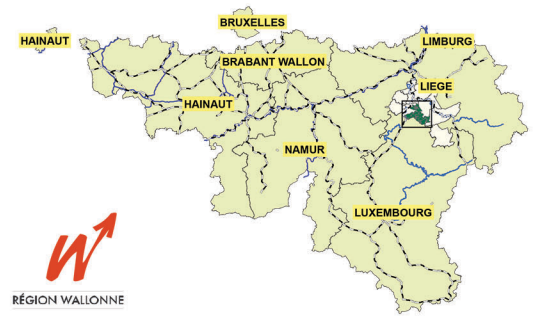 BRUXELLES
HAINAUT
LIMBURG
BRABANT WALLON
LIEGE
HAINAUT
NAMUR
LUXEMBOURG
RÉGION WALLONNE